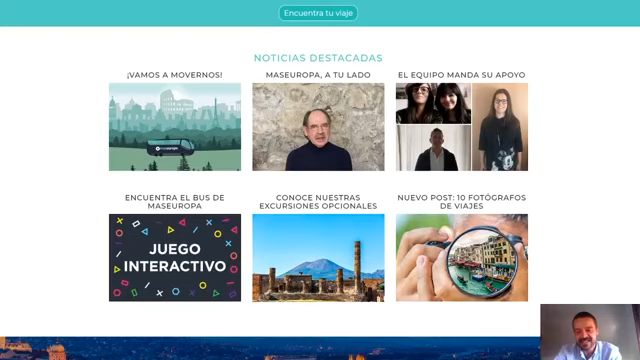 Encuentra tu viaje
NOTICIAS DESTACADAS
¡VAMOS A MOVERNOS!
MASEUROPA, A TU LADO
EL EQUIPO MANDA SU APOYO
ENCUENTRA EL BUS DE
MASEUROPA
CONOCE NUESTRAS
EXCURSIONES OPCIONALES
NUEVO POST: 10 FOTÓGRAFOS
DE VIAJES
JUEGO
INTERACTIVO